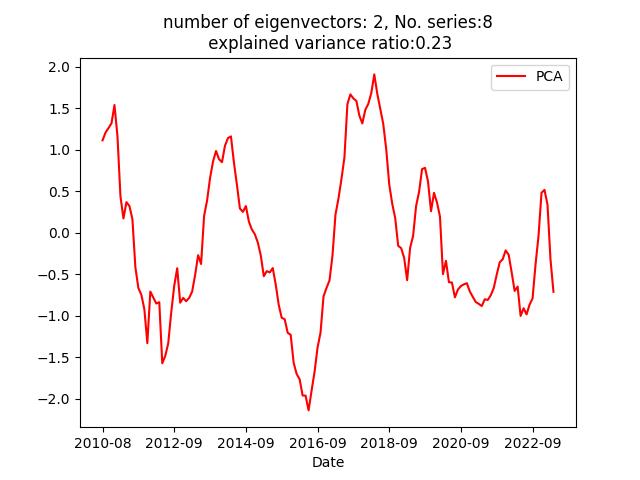 number of eigenvectors: 2, No. series:8
explained variance ratio:0.23
PCA
2.0
1.5
1.0
0.5
0.0
−0.5
−1.0
−1.5
−2.0
2010-08 2012-09 2014-09 2016-09 2018-09 2020-09 2022-09
Date